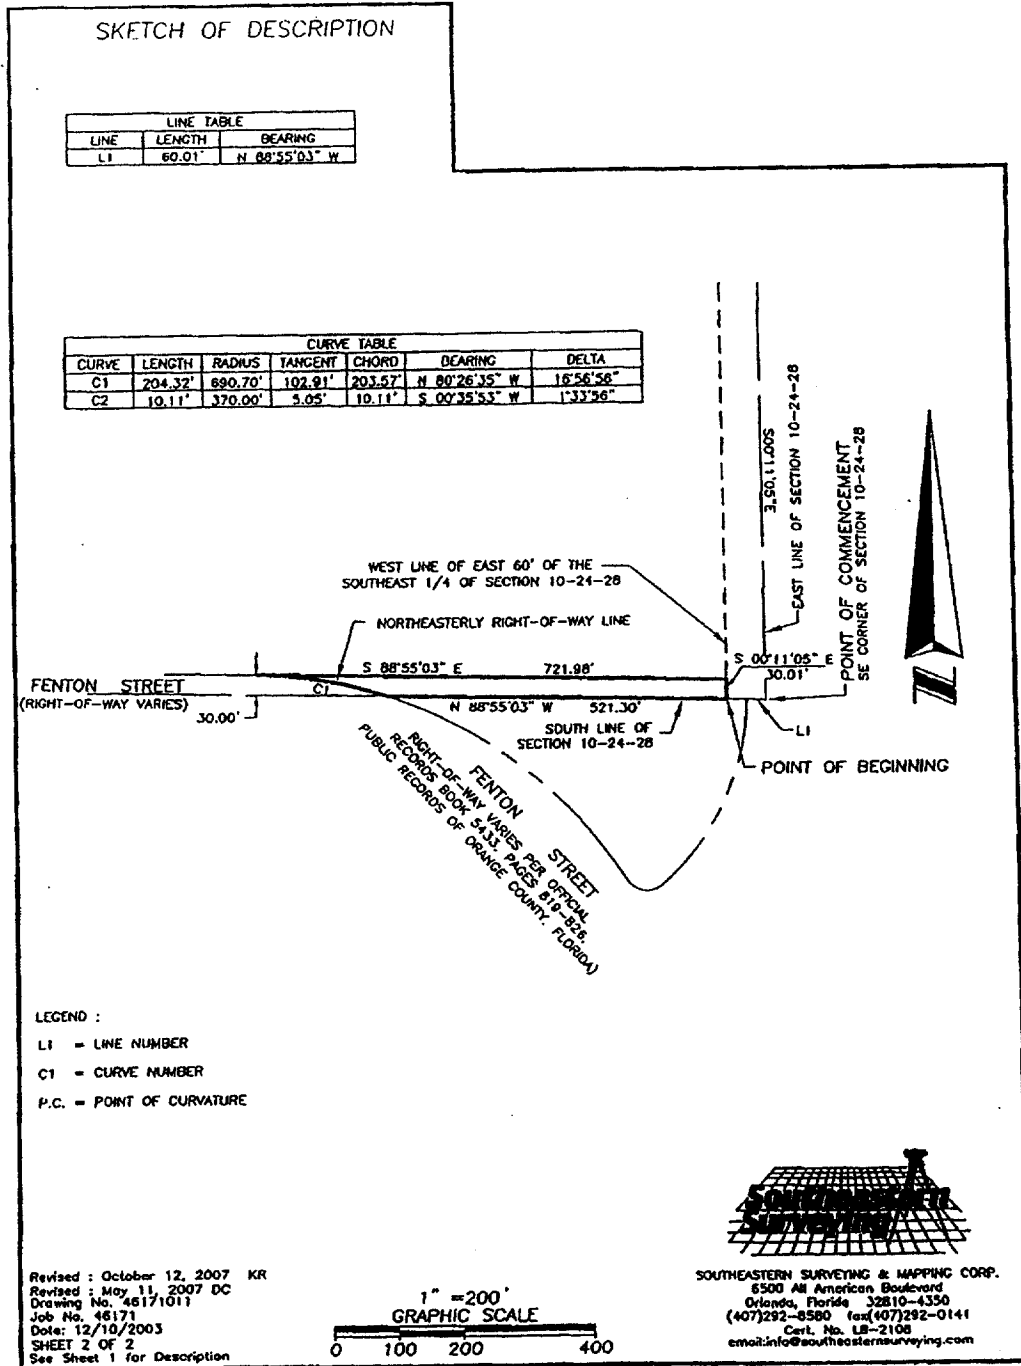 SKETCH OF DESCRIPTION
LINE TABLE
LINE LENGTH BEARING
L1 60.01' N 88°55'03" W
CURVE TABLE
CURVE LENGTH RADIUS TANGENT CHORD BEARING DELTA
C1 204.32' 690.70' 102.91' 203.57' N 80°26'35" W 16°56'56"
C2 10.11' 370.00' 5.05' 10.11' S 00°35'53" W 1°33'56"
S00°11'05"E
EAST LINE OF SECTION 10-24-28
POINT OF COMMENCEMENT
SE CORNER OF SECTION 10-24-28
WEST LINE OF EAST 60' OF THE
SOUTHEAST 1/4 OF SECTION 10-24-28
NORTHEASTERLY RIGHT-OF-WAY LINE
S 88°55'03" E 721.98'
S 00°11'05" E
30.01'
FENTON STREET
(RIGHT-OF-WAY VARIES)
30.00'
C1
N 88°55'03" W 521.30'
SOUTH LINE OF
SECTION 10-24-28
L1
POINT OF BEGINNING
N
FENTON STREET
RIGHT-OF-WAY VARIES PER OFFICIAL
RECORDS BOOK 5433, PAGES 819-826,
PUBLIC RECORDS OF ORANGE COUNTY, FLORIDA)
LEGEND :
L1 = LINE NUMBER
C1 = CURVE NUMBER
P.C. = POINT OF CURVATURE
Southeastern
Surveying
SOUTHEASTERN SURVEYING & MAPPING CORP.
6500 All American Boulevard
Orlando, Florida 32810-4350
(407)292-8580 fax(407)292-0141
Cert. No. LB-2108
email:info@southeasternsurveying.com
Revised : October 12, 2007 KR
Revised : May 11, 2007 DC
Drawing No. 46171011
Job No. 46171
Date: 12/10/2003
SHEET 2 OF 2
See Sheet 1 for Description
1" =200'
GRAPHIC SCALE
0 100 200 400